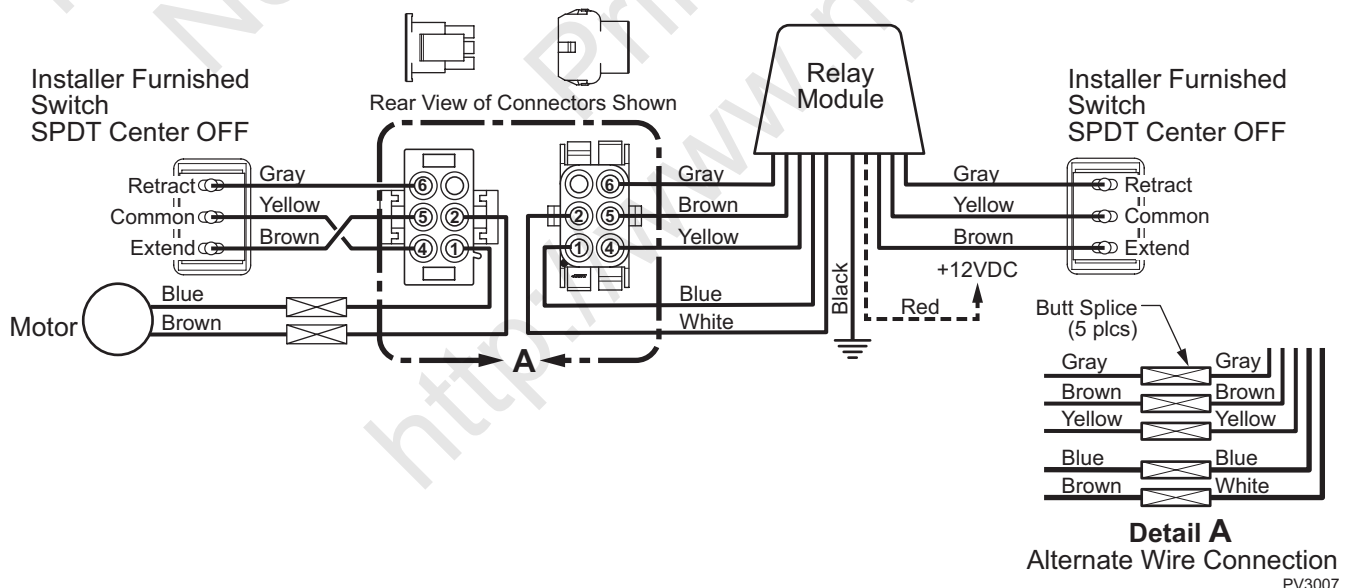 Installer Furnished
Switch
SPDT Center OFF
Rear View of Connectors Shown
Relay
Module
Installer Furnished
Switch
SPDT Center OFF
Retract
Common
Extend
Gray
Yellow
Brown
6
5
2
4
1
6
2
5
1
4
Gray
Brown
Yellow
Blue
White
Black
Red
+12VDC
Gray
Yellow
Brown
Retract
Common
Extend
Motor
Blue
Brown
A
Butt Splice
(5 plcs)
Gray
Gray
Brown
Brown
Yellow
Yellow
Blue
Blue
Brown
White
Detail A
Alternate Wire Connection
PV3007
http://www.